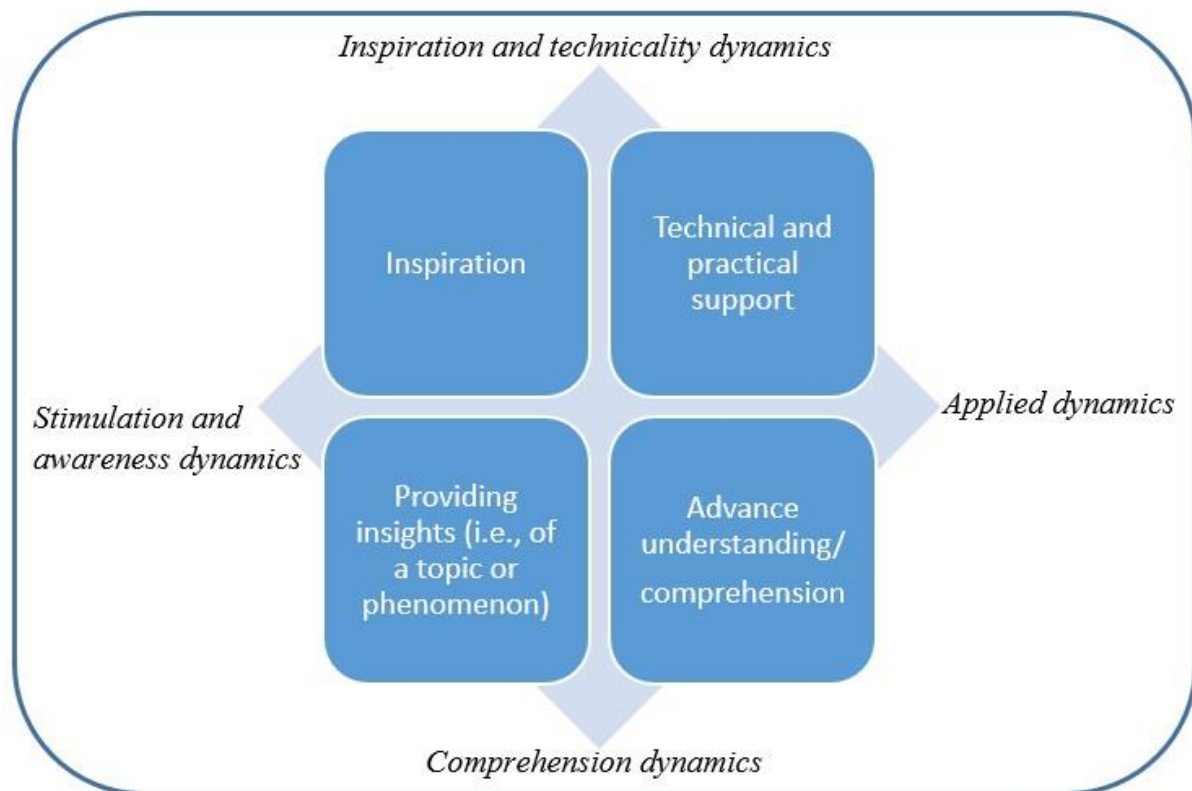 Inspiration and technicality dynamics
Inspiration
Technical and
practical
support
Stimulation and
awareness dynamics
Applied dynamics
Providing
insights (i.e., of
a topic or
phenomenon)
Advance
understanding/
comprehension
Comprehension dynamics